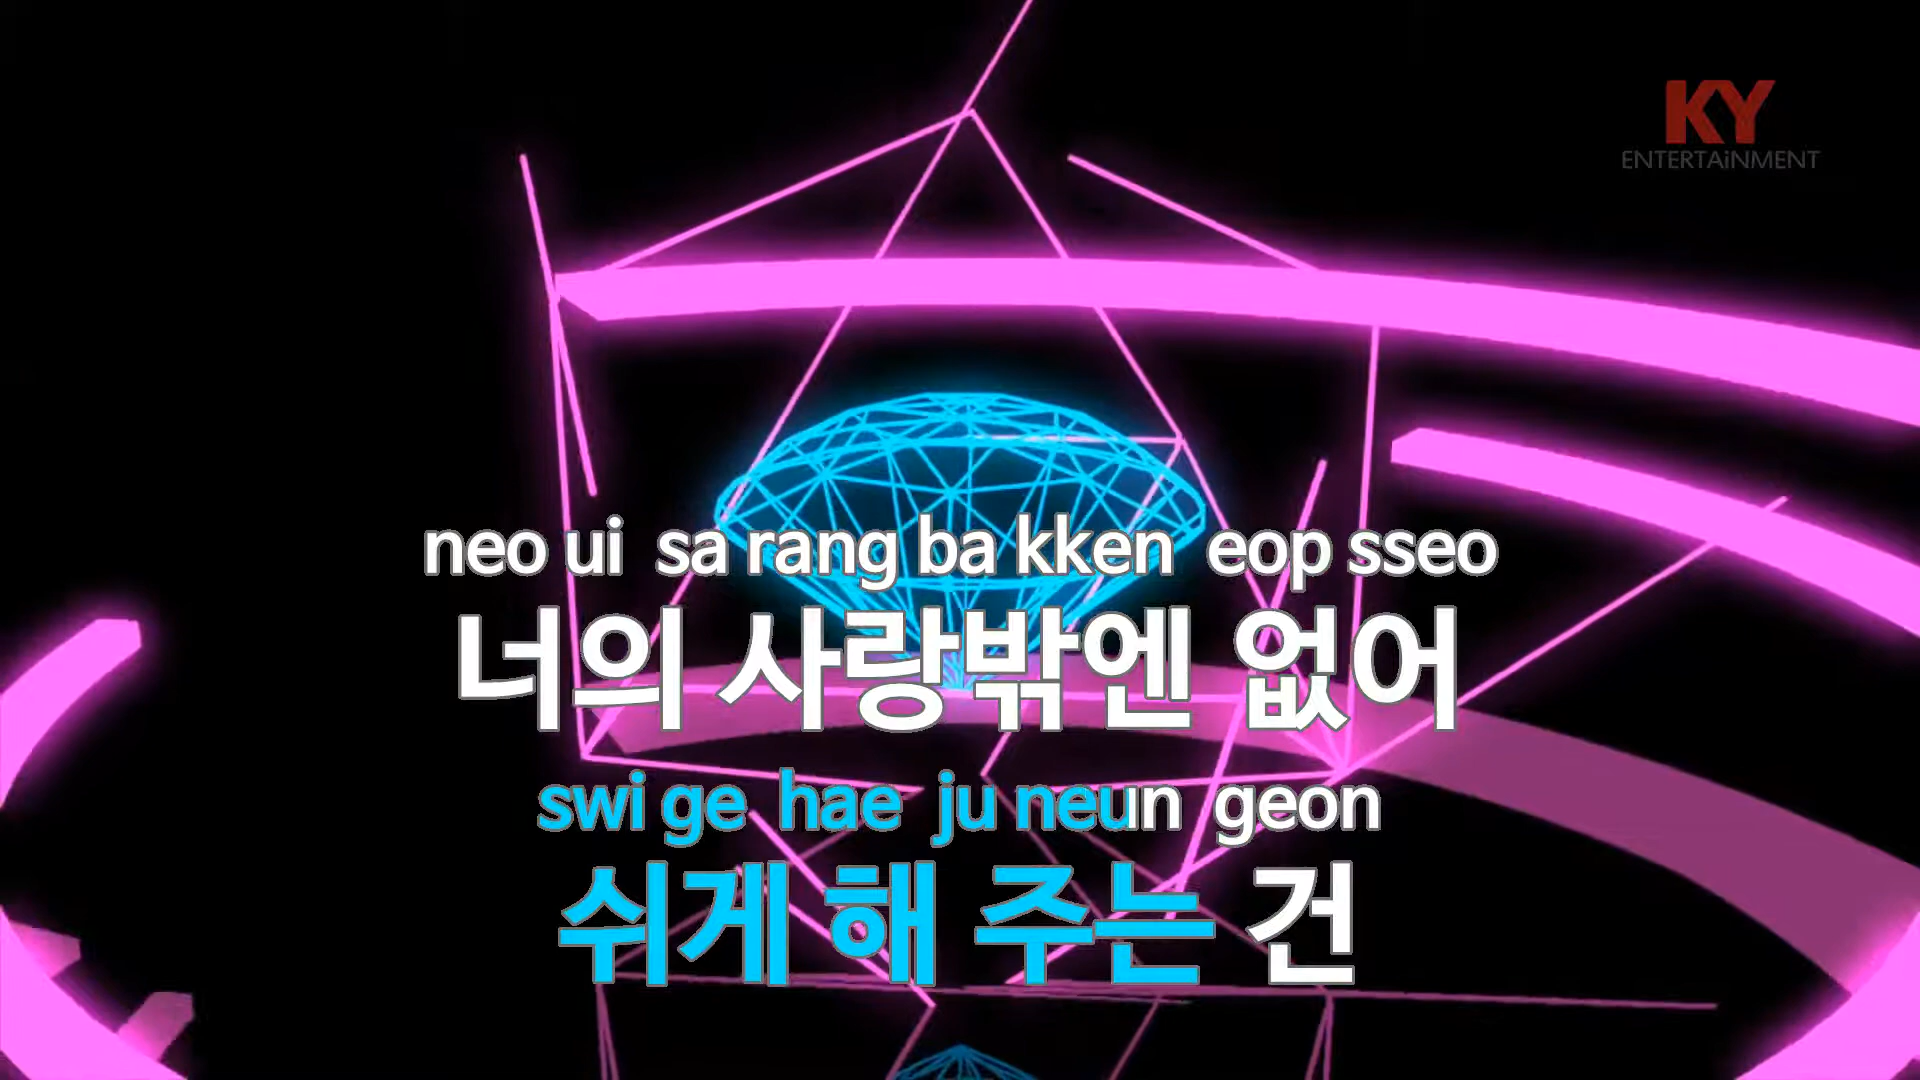 KY
ENTERTAiNMENT
neo ui sa rang ba kken eop sseo
너의 사랑밖엔 없어
swi ge hae ju neun geon
쉬게 해 주는 건